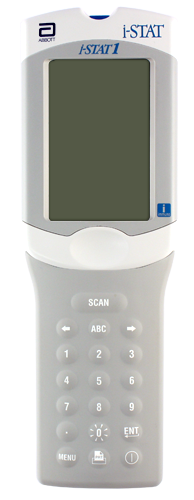 ABBOTT
i-STAT
i-STAT 1
i
SCAN
← ABC →
1 2 3
4 5 6
7 8 9
. 0 ENT
MENU